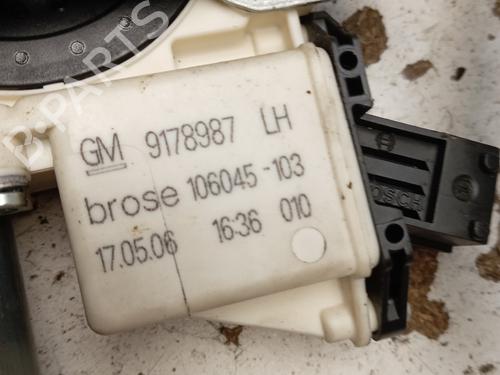 GM 9178987 LH
brose 106045-103
17.05.06 16:36 010
BOSCH
B-PARTS